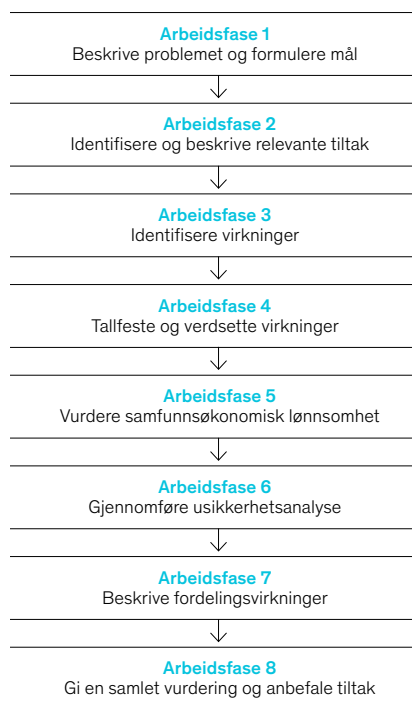 Arbeidsfase 1
Beskrive problemet og formulere mål
Arbeidsfase 2
Identifisere og beskrive relevante tiltak
Arbeidsfase 3
Identifisere virkninger
Arbeidsfase 4
Tallfeste og verdsette virkninger
Arbeidsfase 5
Vurdere samfunnsøkonomisk lønnsomhet
Arbeidsfase 6
Gjennomføre usikkerhetsanalyse
Arbeidsfase 7
Beskrive fordelingsvirkninger
Arbeidsfase 8
Gi en samlet vurdering og anbefale tiltak